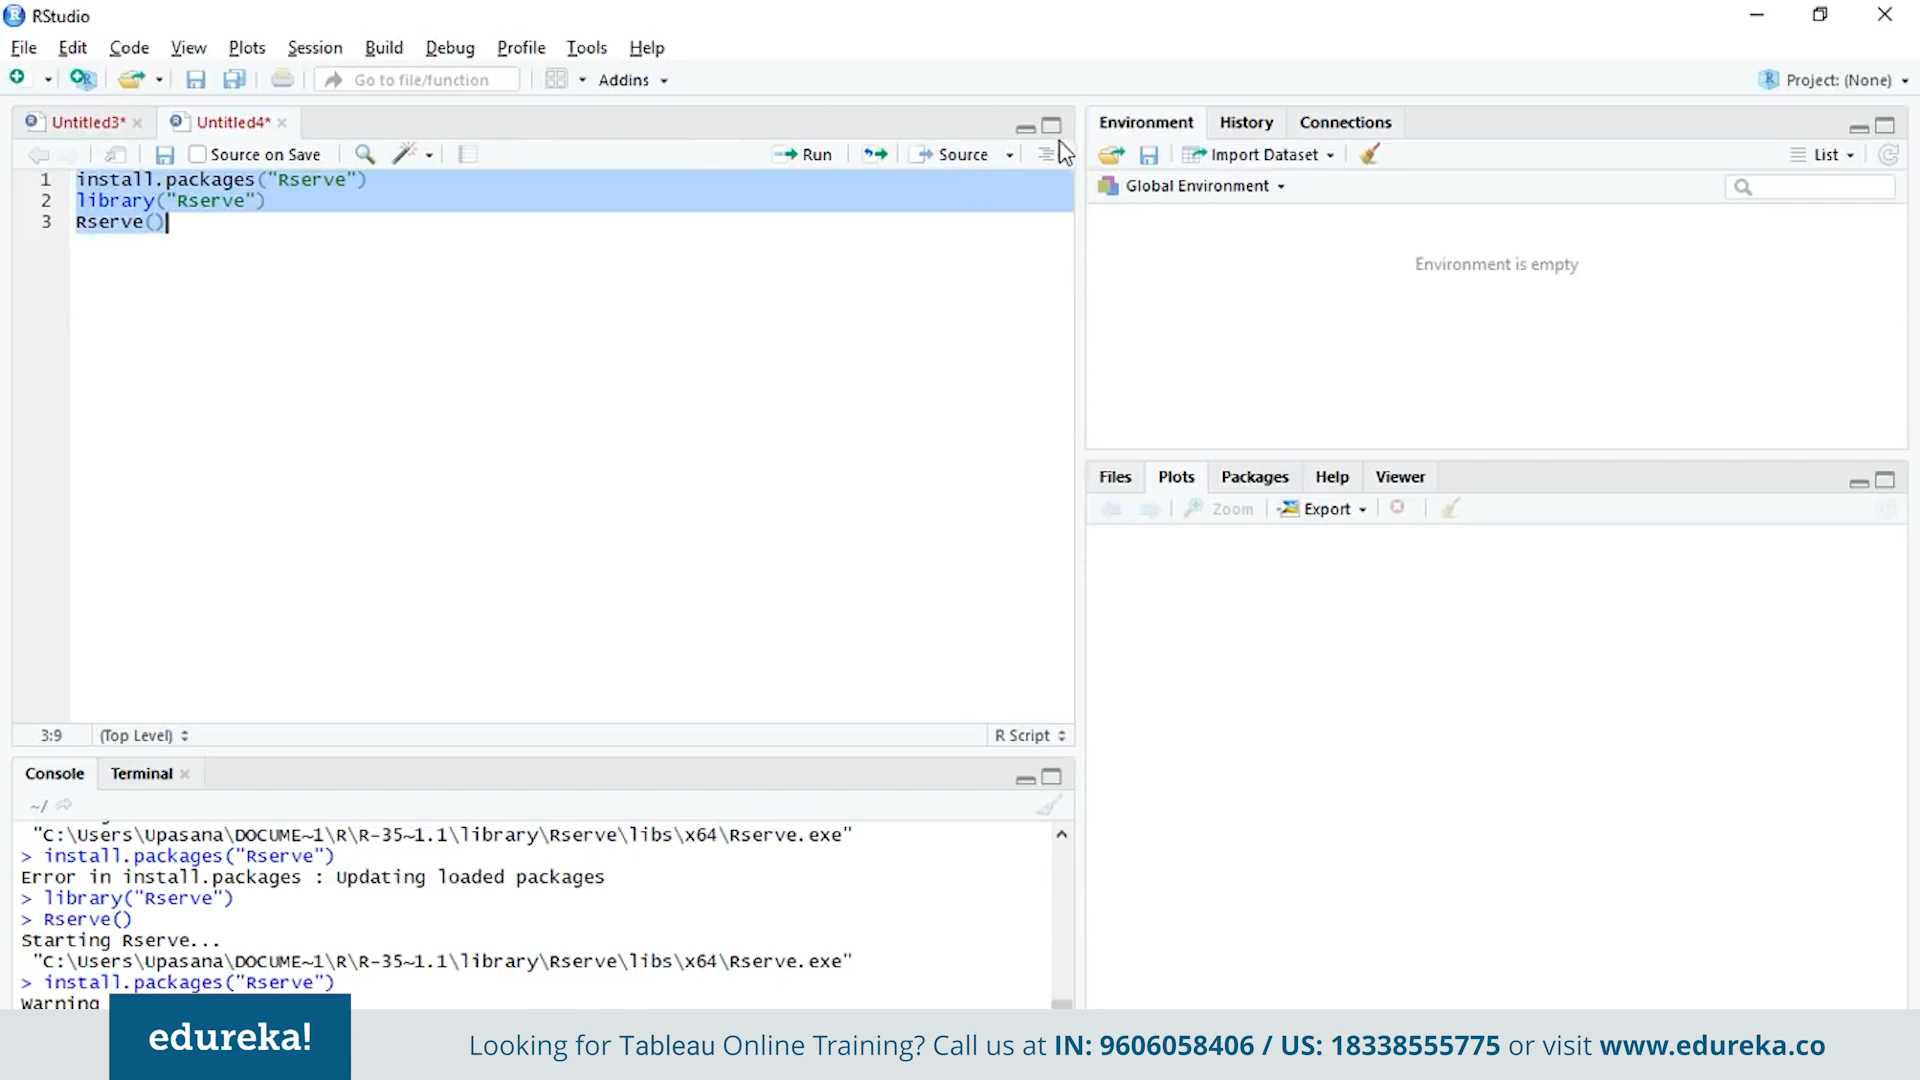 RStudio
File Edit Code View Plots Session Build Debug Profile Tools Help
Go to file/function Addins Project: (None)
Untitled3* Untitled4*
Source on Save Run Source
1 install.packages("Rserve")
2 library("Rserve")
3 Rserve()
3:9 (Top Level) R Script
Console Terminal
~/
"C:\Users\Upasana\DOCUME~1\R\R-35~1.1\library\Rserve\libs\x64\Rserve.exe"
> install.packages("Rserve")
Error in install.packages : Updating loaded packages
> library("Rserve")
> Rserve()
Starting Rserve...
"C:\Users\Upasana\DOCUME~1\R\R-35~1.1\library\Rserve\libs\x64\Rserve.exe"
> install.packages("Rserve")
Warning
Environment History Connections
Import Dataset List
Global Environment
Environment is empty
Files Plots Packages Help Viewer
Zoom Export
edureka!
Looking for Tableau Online Training? Call us at IN: 9606058406 / US: 18338555775 or visit www.edureka.co